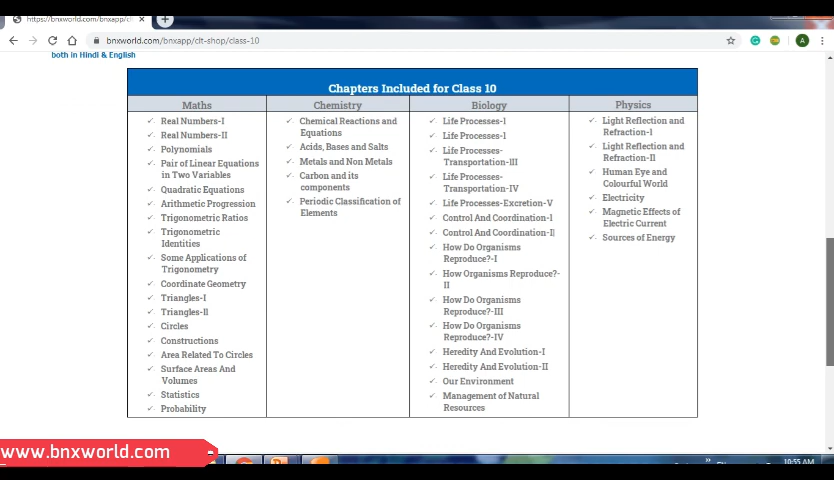 https://bnxworld.com/bnxapp/clt
bnxworld.com/bnxapp/clt-shop/class-10
A
both in Hindi & English
Chapters Included for Class 10
Maths
Real Numbers-I
Real Numbers-II
Polynomials
Pair of Linear Equations
in Two Variables
Quadratic Equations
Arithmetic Progression
Trigonometric Ratios
Trigonometric
Identities
Some Applications of
Trigonometry
Coordinate Geometry
Triangles-I
Triangles-II
Circles
Constructions
Area Related To Circles
Surface Areas And
Volumes
Statistics
Probability
Chemistry
Chemical Reactions and
Equations
Acids, Bases and Salts
Metals and Non Metals
Carbon and its
components
Periodic Classification of
Elements
Biology
Life Processes-I
Life Processes-I
Life Processes-
Transportation-III
Life Processes-
Transportation-IV
Life Processes-Excretion-V
Control And Coordination-I
Control And Coordination-II
How Do Organisms
Reproduce?-I
How Organisms Reproduce?-
II
How Do Organisms
Reproduce?-III
How Do Organisms
Reproduce?-IV
Heredity And Evolution-I
Heredity And Evolution-II
Our Environment
Management of Natural
Resources
Physics
Light Reflection and
Refraction-I
Light Reflection and
Refraction-II
Human Eye and
Colourful World
Electricity
Magnetic Effects of
Electric Current
Sources of Energy
www.bnxworld.com
10:55 AM